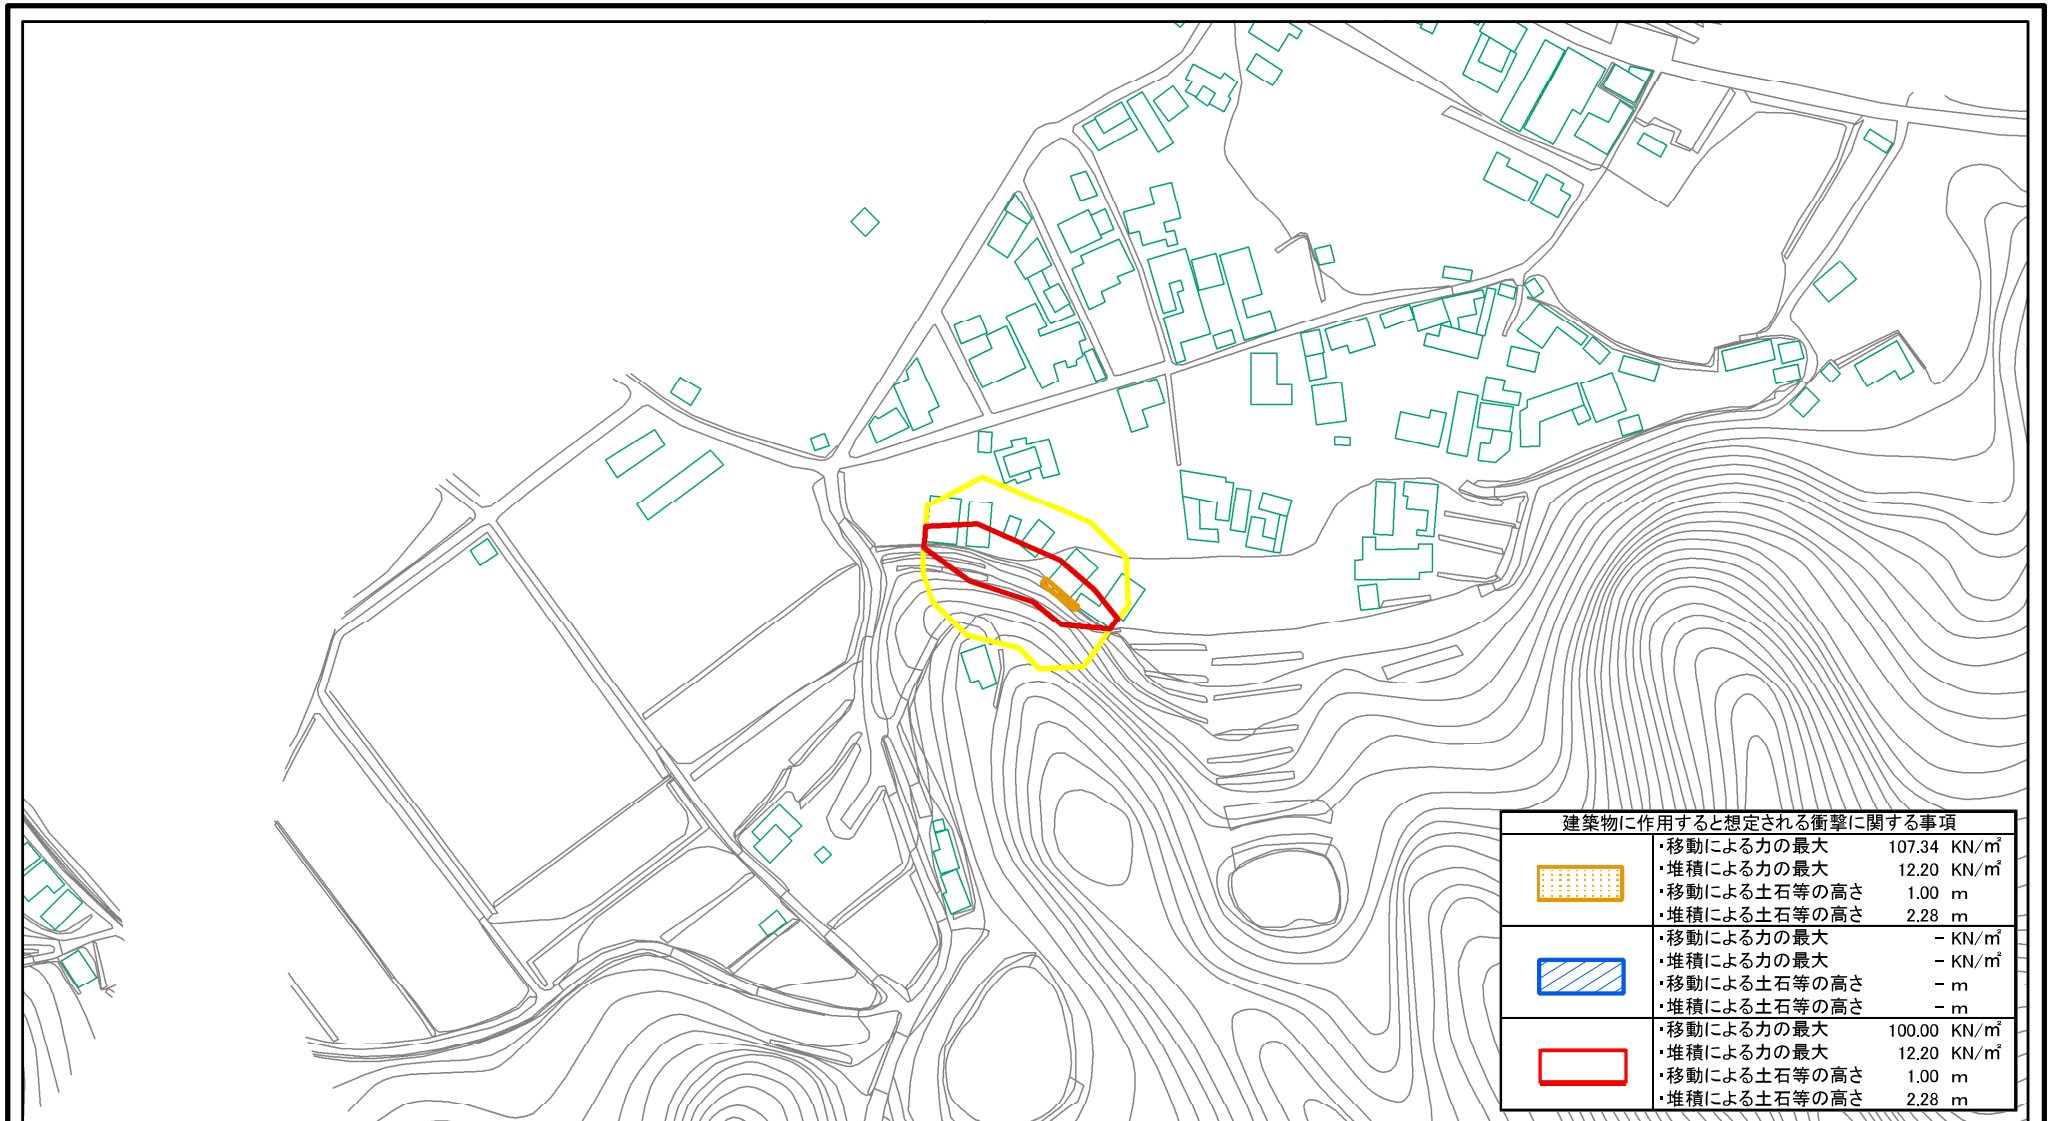 建築物に作用すると想定される衝撃に関する事項
・移動による力の最大 107.34 KN/㎡
・堆積による力の最大 12.20 KN/㎡
・移動による土石等の高さ 1.00 m
・堆積による土石等の高さ 2.28 m
・移動による力の最大 - KN/㎡
・堆積による力の最大 - KN/㎡
・移動による土石等の高さ - m
・堆積による土石等の高さ - m
・移動による力の最大 100.00 KN/㎡
・堆積による力の最大 12.20 KN/㎡
・移動による土石等の高さ 1.00 m
・堆積による土石等の高さ 2.28 m